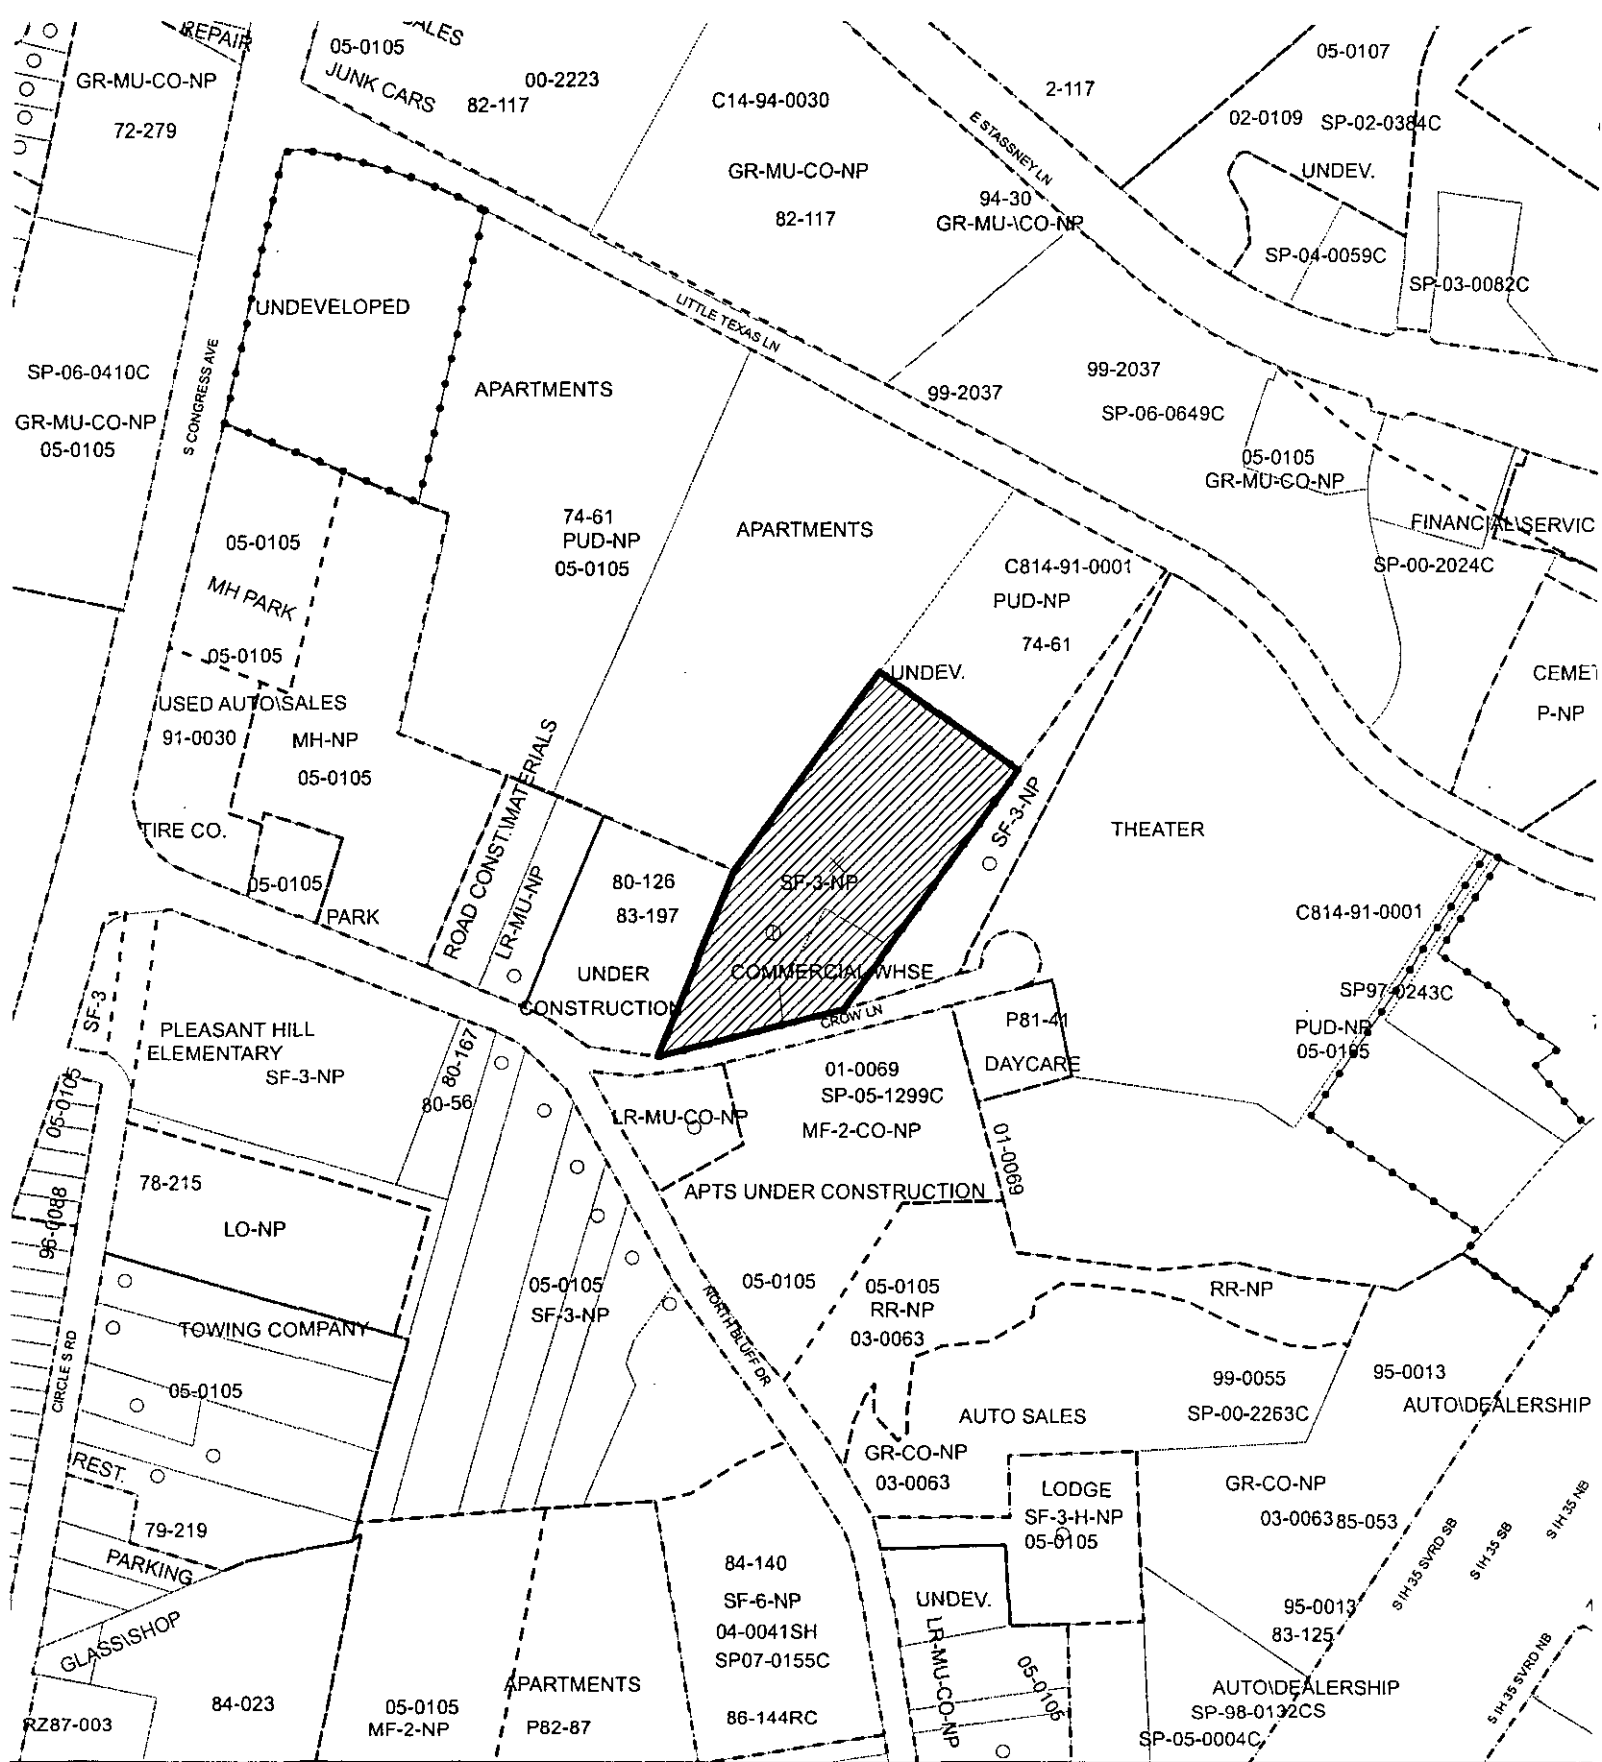 REPAIR
GR-MU-CO-NP
72-279
ALES
05-0105
JUNK CARS
82-117
00-2223
C14-94-0030
GR-MU-CO-NP
82-117
2-117
E STASSNEY LN
94-30
GR-MU-\CO-NP
05-0107
02-0109
SP-02-0384C
UNDEV.
SP-04-0059C
SP-03-0082C
UNDEVELOPED
LITTLE TEXAS LN
SP-06-0410C
GR-MU-CO-NP
05-0105
S CONGRESS AVE
APARTMENTS
99-2037
99-2037
SP-06-0649C
05-0105
GR-MU-CO-NP
FINANCIAL\SERVIC
SP-00-2024C
05-0105
MH PARK
05-0105
74-61
PUD-NP
05-0105
APARTMENTS
C814-91-0001
PUD-NP
74-61
UNDEV.
CEMET
P-NP
USED AUTO\SALES
91-0030
MH-NP
05-0105
TIRE CO.
05-0105
PARK
ROAD CONST.\MATERIALS
LR-MU-NP
80-126
83-197
UNDER
CONSTRUCTION
SF-3-NP
COMMERCIAL WHSE
CROW LN
SF-3-NP
THEATER
C814-91-0001
SP97-0243C
PUD-NP
05-0105
SF-3
PLEASANT HILL
ELEMENTARY
SF-3-NP
80-167
80-56
05-0105
P81-41
DAYCARE
01-0069
SP-05-1299C
MF-2-CO-NP
LR-MU-CO-NP
01-0069
APTS UNDER CONSTRUCTION
78-215
LO-NP
96-0088
05-0105
SF-3-NP
NORTH BLUFF DR
05-0105
05-0105
RR-NP
03-0063
RR-NP
TOWING COMPANY
CIRCLE S RD
05-0105
99-0055
SP-00-2263C
95-0013
AUTO\DEALERSHIP
AUTO SALES
GR-CO-NP
03-0063
REST.
79-219
PARKING
LODGE
SF-3-H-NP
05-0105
GR-CO-NP
03-0063
85-053
S IH 35 SVRD SB
S IH 35 SB
S IH 35 NB
84-140
SF-6-NP
04-0041SH
SP07-0155C
86-144RC
UNDEV.
LR-MU-CO-NP
05-0105
95-0013
83-125
GLASS\SHOP
RZ87-003
84-023
05-0105
MF-2-NP
APARTMENTS
P82-87
AUTO\DEALERSHIP
SP-98-0132CS
SP-05-0004C
S IH 35 SVRD NB